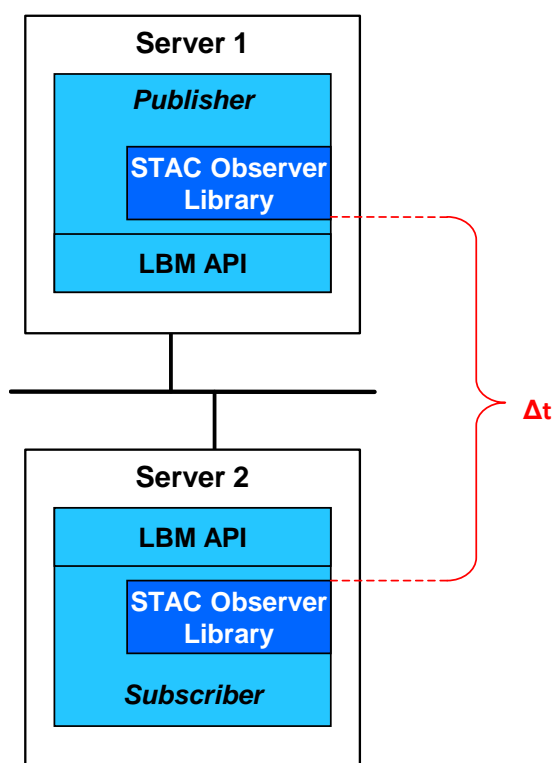 Server 1
Publisher
STAC Observer
Library
LBM API
Δt
Server 2
LBM API
STAC Observer
Library
Subscriber